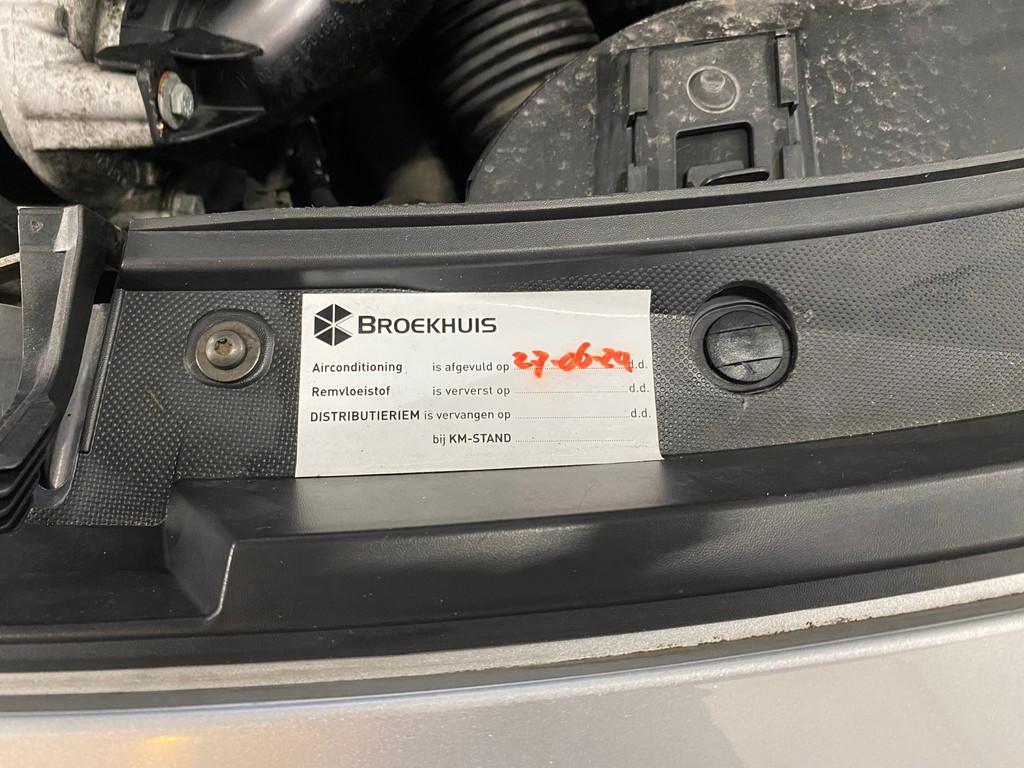 BROEKHUIS
Airconditioning is afgevuld op 27-06-24 d.d.
Remvloeistof is ververst op d.d.
DISTRIBUTIERIEM is vervangen op d.d.
bij KM-STAND